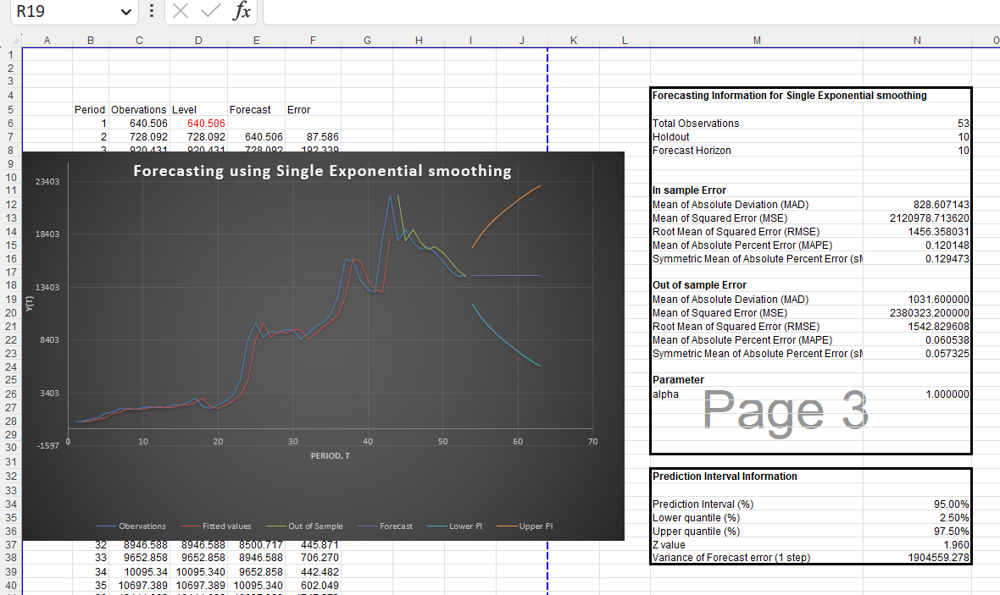 R19
fx
A B C D E F G H I J K L M N O
1
2
3
4 Forecasting Information for Single Exponential smoothing
5 Period Obervations Level Forecast Error
6 1 640.506 640.506 Total Observations 53
7 2 728.092 728.092 640.506 87.586 Holdout 10
8 3 920.431 920.431 728.092 192.339 Forecast Horizon 10
9
10
11 In sample Error
12 Mean of Absolute Deviation (MAD) 828.607143
13 Mean of Squared Error (MSE) 2120978.713620
14 Root Mean of Squared Error (RMSE) 1456.358031
15 Mean of Absolute Percent Error (MAPE) 0.120148
16 Symmetric Mean of Absolute Percent Error (sM 0.129473
17
18 Out of sample Error
19 Mean of Absolute Deviation (MAD) 1031.600000
20 Mean of Squared Error (MSE) 2380323.200000
21 Root Mean of Squared Error (RMSE) 1542.829608
22 Mean of Absolute Percent Error (MAPE) 0.060538
23 Symmetric Mean of Absolute Percent Error (sM 0.057325
24
25 Parameter
26 alpha 1.000000
27
28
29
30
31
32 Prediction Interval Information
33
34 Prediction Interval (%) 95.00%
35 Lower quantile (%) 2.50%
36 Upper quantile (%) 97.50%
37 32 8946.588 8946.588 8500.717 445.871 Z value 1.960
38 33 9652.858 9652.858 8946.588 706.270 Variance of Forecast error (1 step) 1904559.278
39 34 10095.34 10095.340 9652.858 442.482
40 35 10697.389 10697.389 10095.340 602.049
Page 3
Forecasting using Single Exponential smoothing
23403
18403
13403
8403
3403
-1597
Y(T)
0 10 20 30 40 50 60 70
PERIOD, T
Obervations Fitted values Out of Sample Forecast Lower PI Upper PI